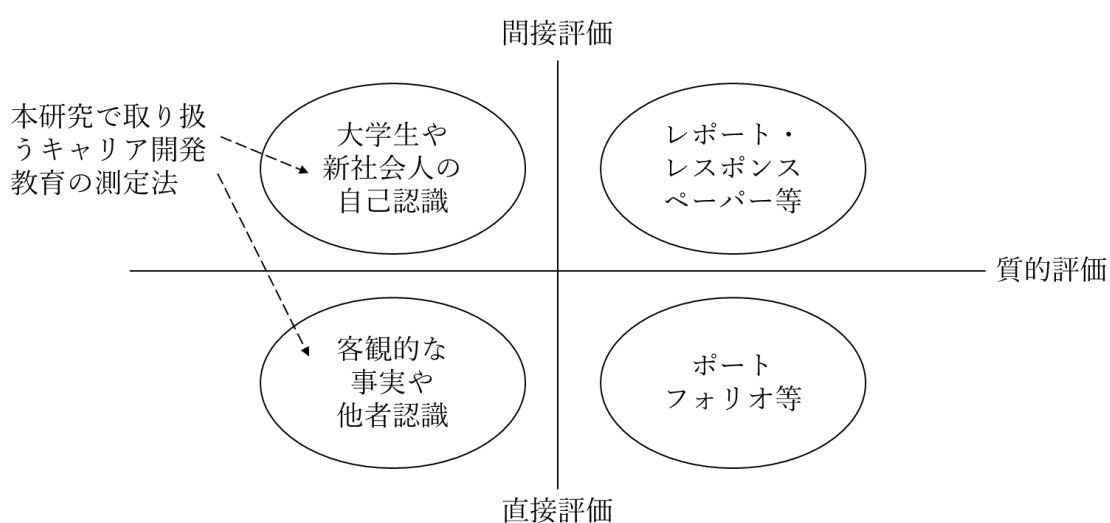 間接評価
本研究で取り扱
うキャリア開発
教育の測定法
大学生や
新社会人の
自己認識
レポート・
レスポンス
ペーパー等
質的評価
客観的な
事実や
他者認識
ポート
フォリオ等
直接評価